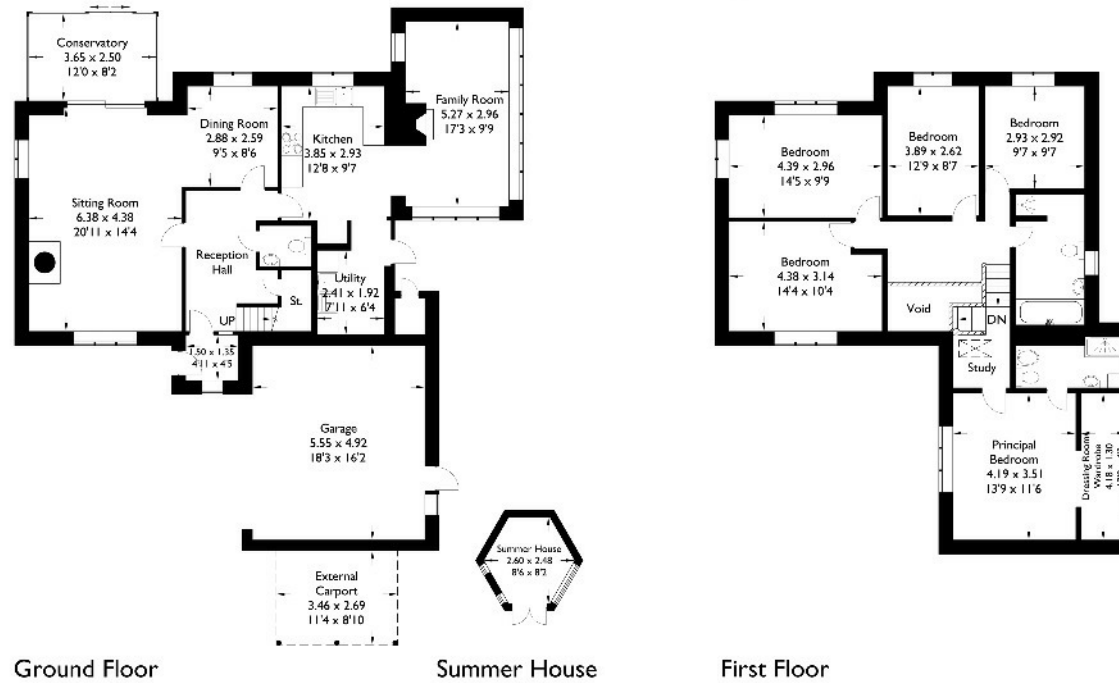 Conservatory
3.65 x 2.50
12'0 x 8'2
Dining Room
2.88 x 2.59
9'5 x 8'6
Kitchen
3.85 x 2.93
12'8 x 9'7
Family Room
5.27 x 2.96
17'3 x 9'9
Sitting Room
6.38 x 4.38
20'11 x 14'4
Reception
Hall
Utility
2.41 x 1.92
7'11 x 6'4
St.
UP
1.50 x 1.35
4'11 x 4'5
Garage
5.55 x 4.92
18'3 x 16'2
External
Carport
3.46 x 2.69
11'4 x 8'10
Ground Floor
Summer House
2.60 x 2.48
8'6 x 8'2
Summer House
Bedroom
4.39 x 2.96
14'5 x 9'9
Bedroom
3.89 x 2.62
12'9 x 8'7
Bedroom
2.93 x 2.92
9'7 x 9'7
Bedroom
4.38 x 3.14
14'4 x 10'4
Void
DN
Study
Principal
Bedroom
4.19 x 3.51
13'9 x 11'6
Dressing Room
Wardrobe
4.18 x 1.30
First Floor